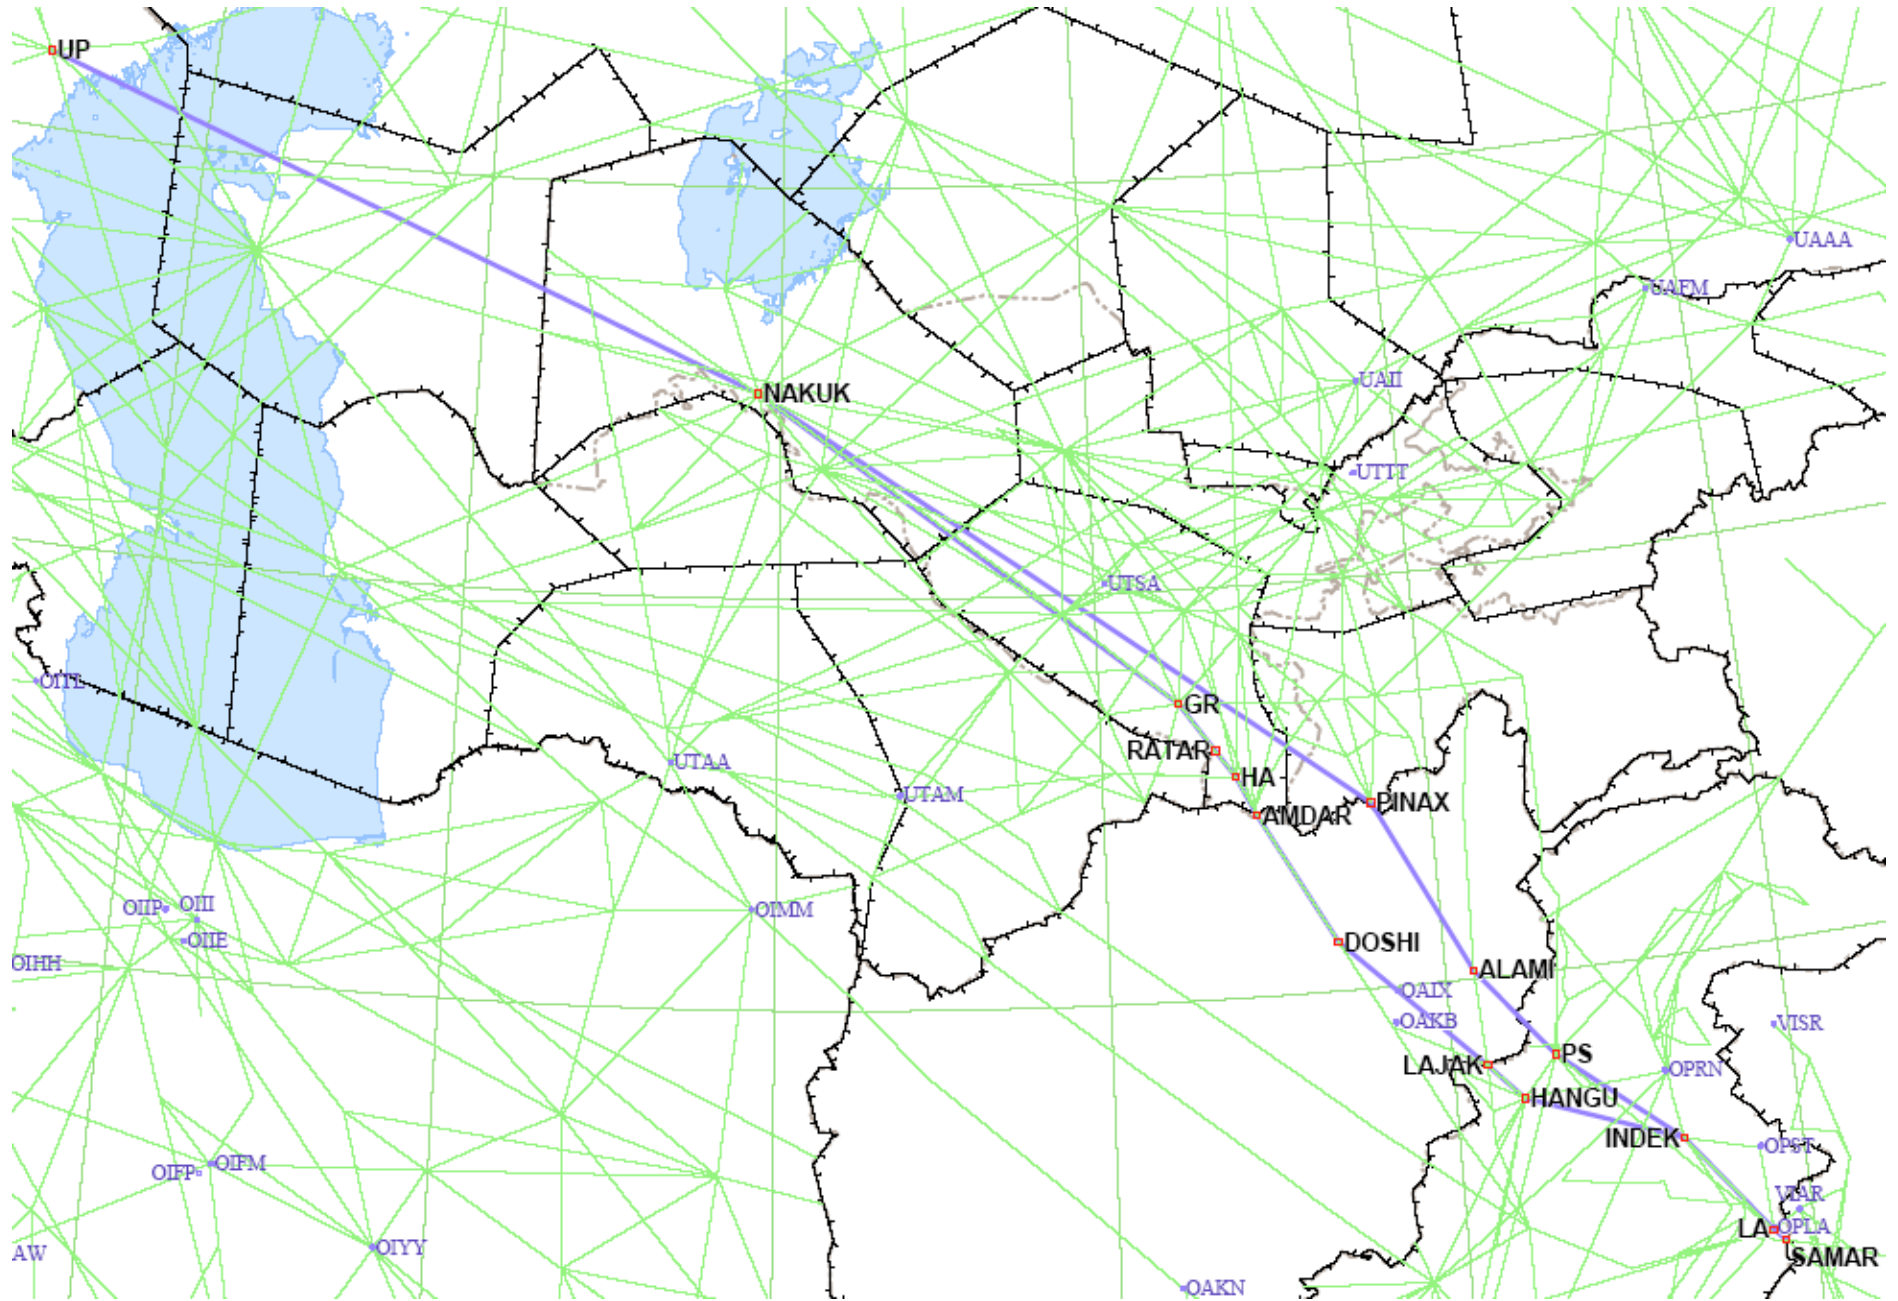 UP
UAAA
UAFM
UAII
NAKUK
UTTT
UTSA
OITL
GR
RATAR
UTAA
HA
UTAM
PINAX
AMDAR
OIIP
OIII
OIMM
OIIE
DOSHI
OIHH
ALAMI
OAIX
OAKB
VISR
PS
LAJAK
OPRN
HANGU
INDEK
OPST
OIFM
OIFP
VIAR
LA
OPLA
OIYY
AW
SAMAR
OAKN